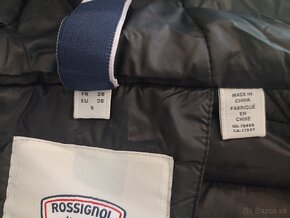 FR 38
EU 36
S
MADE IN
CHINA
FABRIQUÉ
EN
CHINE
ROSSIGNOL
bazos.sk